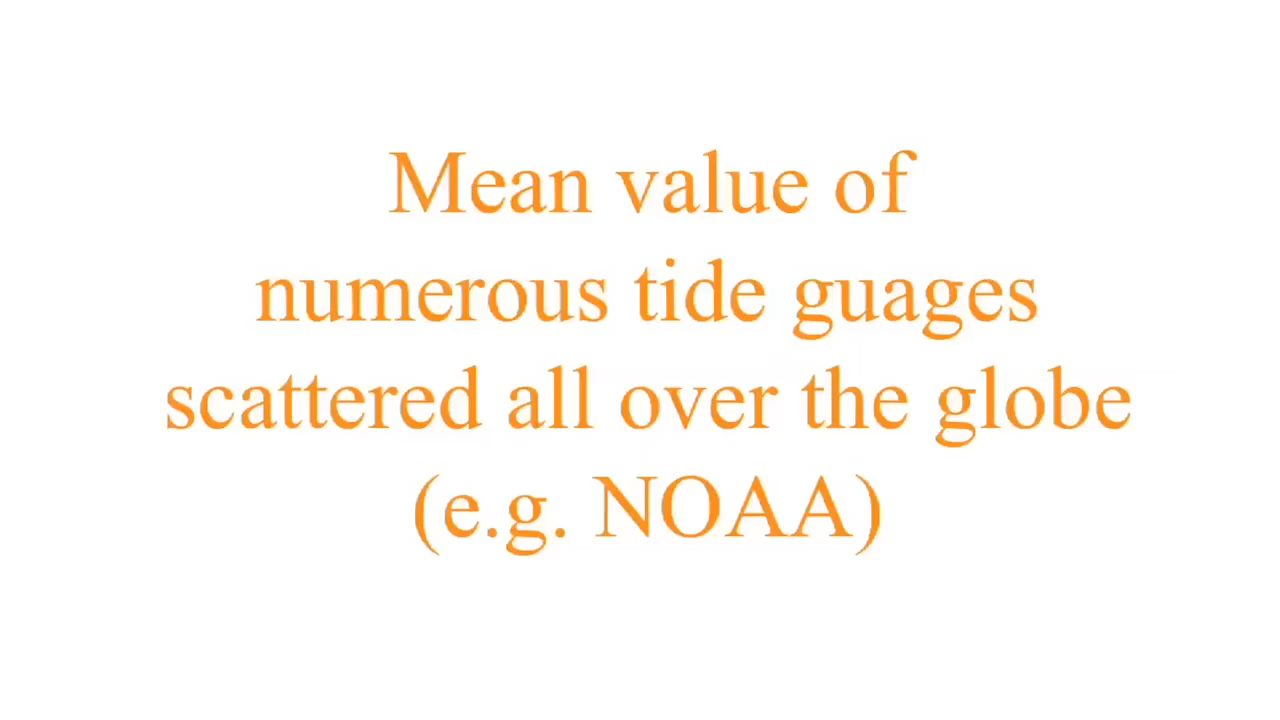 Mean value of
numerous tide guages
scattered all over the globe
(e.g. NOAA)